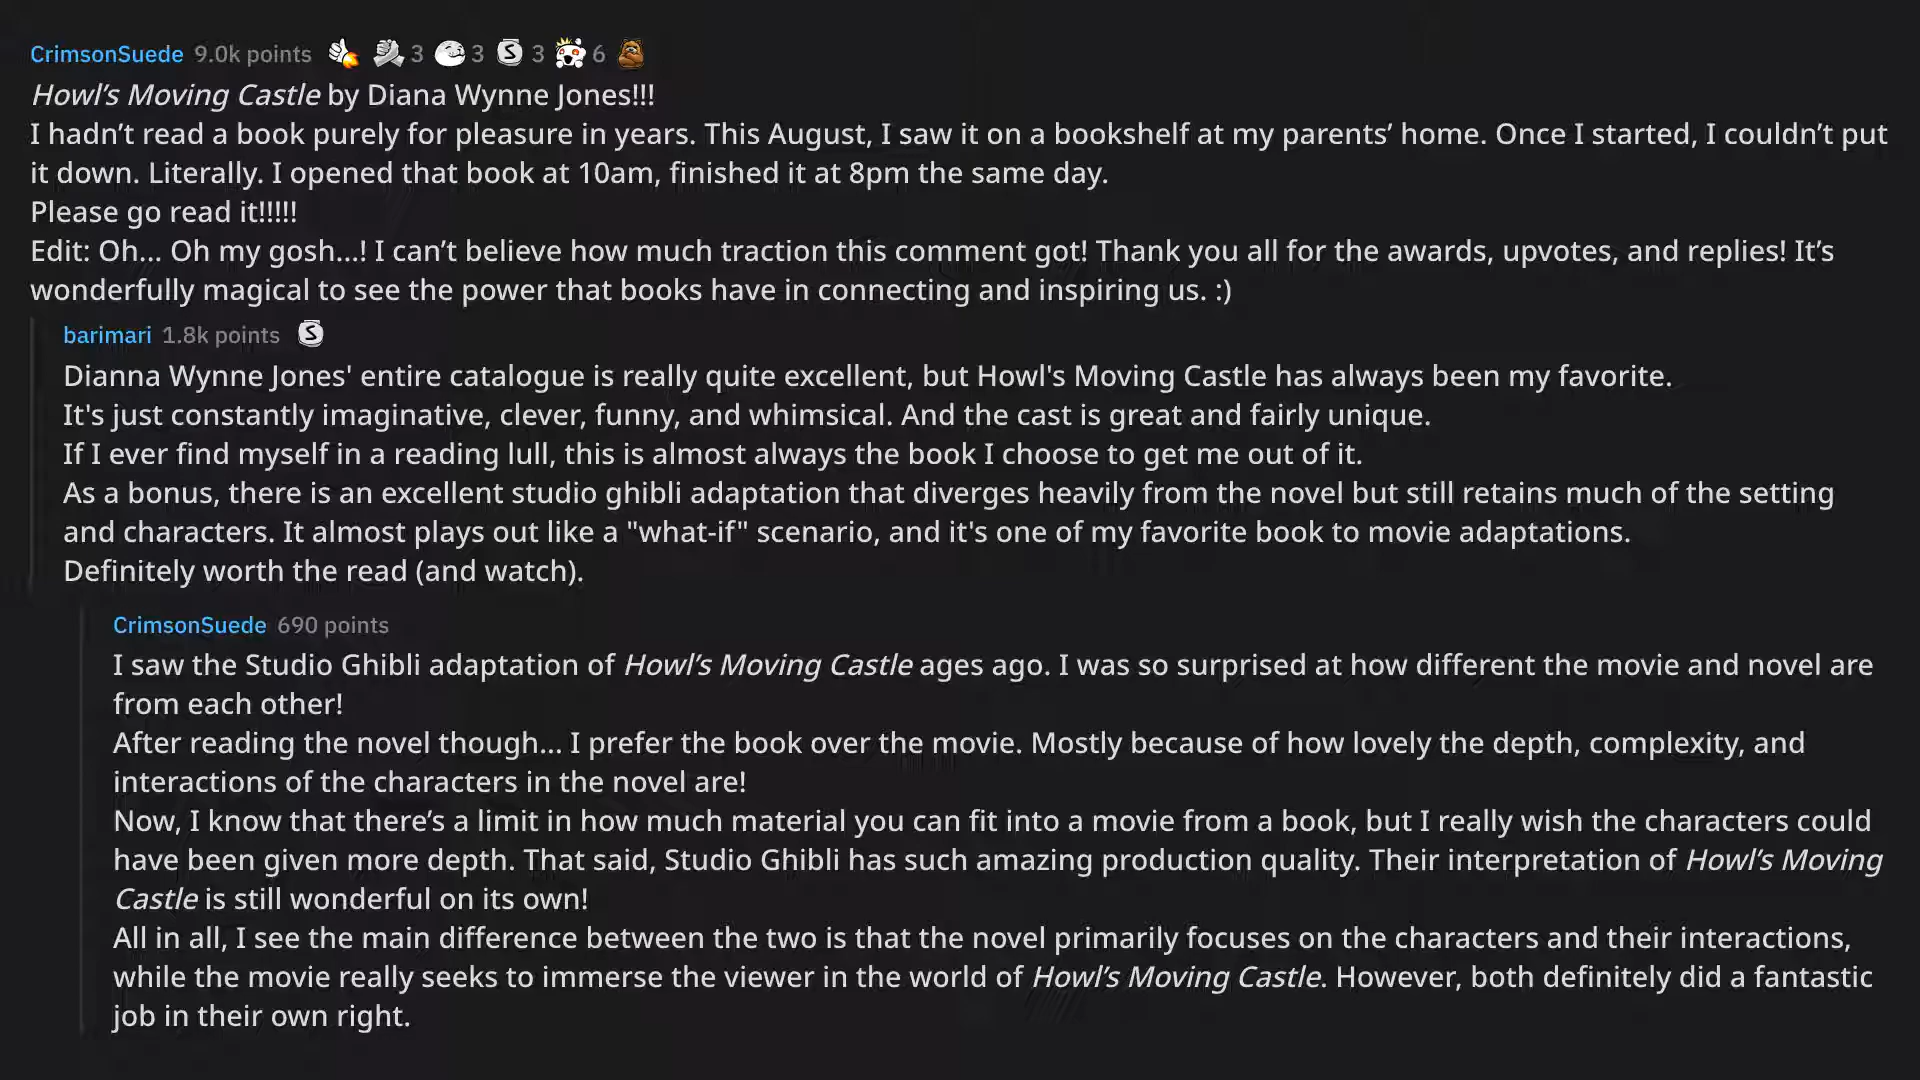 CrimsonSuede 9.0k points 3 3 S 3 6
Howl’s Moving Castle by Diana Wynne Jones!!!
I hadn’t read a book purely for pleasure in years. This August, I saw it on a bookshelf at my parents’ home. Once I started, I couldn’t put
it down. Literally. I opened that book at 10am, finished it at 8pm the same day.
Please go read it!!!!!
Edit: Oh... Oh my gosh...! I can’t believe how much traction this comment got! Thank you all for the awards, upvotes, and replies! It’s
wonderfully magical to see the power that books have in connecting and inspiring us. :)
barimari 1.8k points S
Dianna Wynne Jones' entire catalogue is really quite excellent, but Howl's Moving Castle has always been my favorite.
It's just constantly imaginative, clever, funny, and whimsical. And the cast is great and fairly unique.
If I ever find myself in a reading lull, this is almost always the book I choose to get me out of it.
As a bonus, there is an excellent studio ghibli adaptation that diverges heavily from the novel but still retains much of the setting
and characters. It almost plays out like a "what-if" scenario, and it's one of my favorite book to movie adaptations.
Definitely worth the read (and watch).
CrimsonSuede 690 points
I saw the Studio Ghibli adaptation of Howl’s Moving Castle ages ago. I was so surprised at how different the movie and novel are
from each other!
After reading the novel though... I prefer the book over the movie. Mostly because of how lovely the depth, complexity, and
interactions of the characters in the novel are!
Now, I know that there’s a limit in how much material you can fit into a movie from a book, but I really wish the characters could
have been given more depth. That said, Studio Ghibli has such amazing production quality. Their interpretation of Howl’s Moving
Castle is still wonderful on its own!
All in all, I see the main difference between the two is that the novel primarily focuses on the characters and their interactions,
while the movie really seeks to immerse the viewer in the world of Howl’s Moving Castle. However, both definitely did a fantastic
job in their own right.